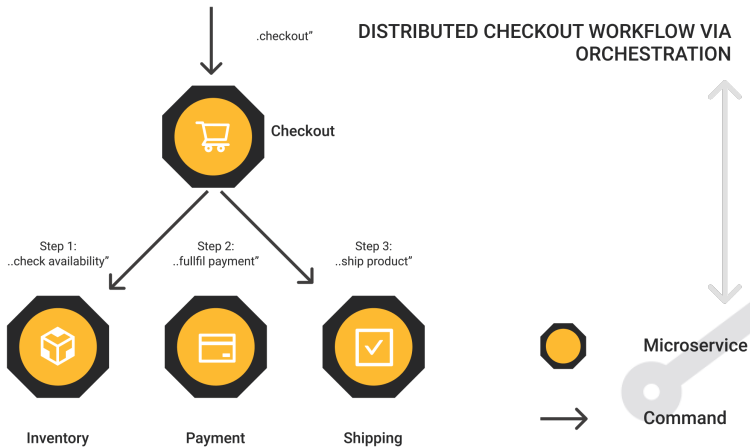 .checkout”
DISTRIBUTED CHECKOUT WORKFLOW VIA
ORCHESTRATION
Checkout
Step 1:
..check availability”
Step 2:
..fullfil payment”
Step 3:
..ship product”
Inventory
Payment
Shipping
Microservice
Command